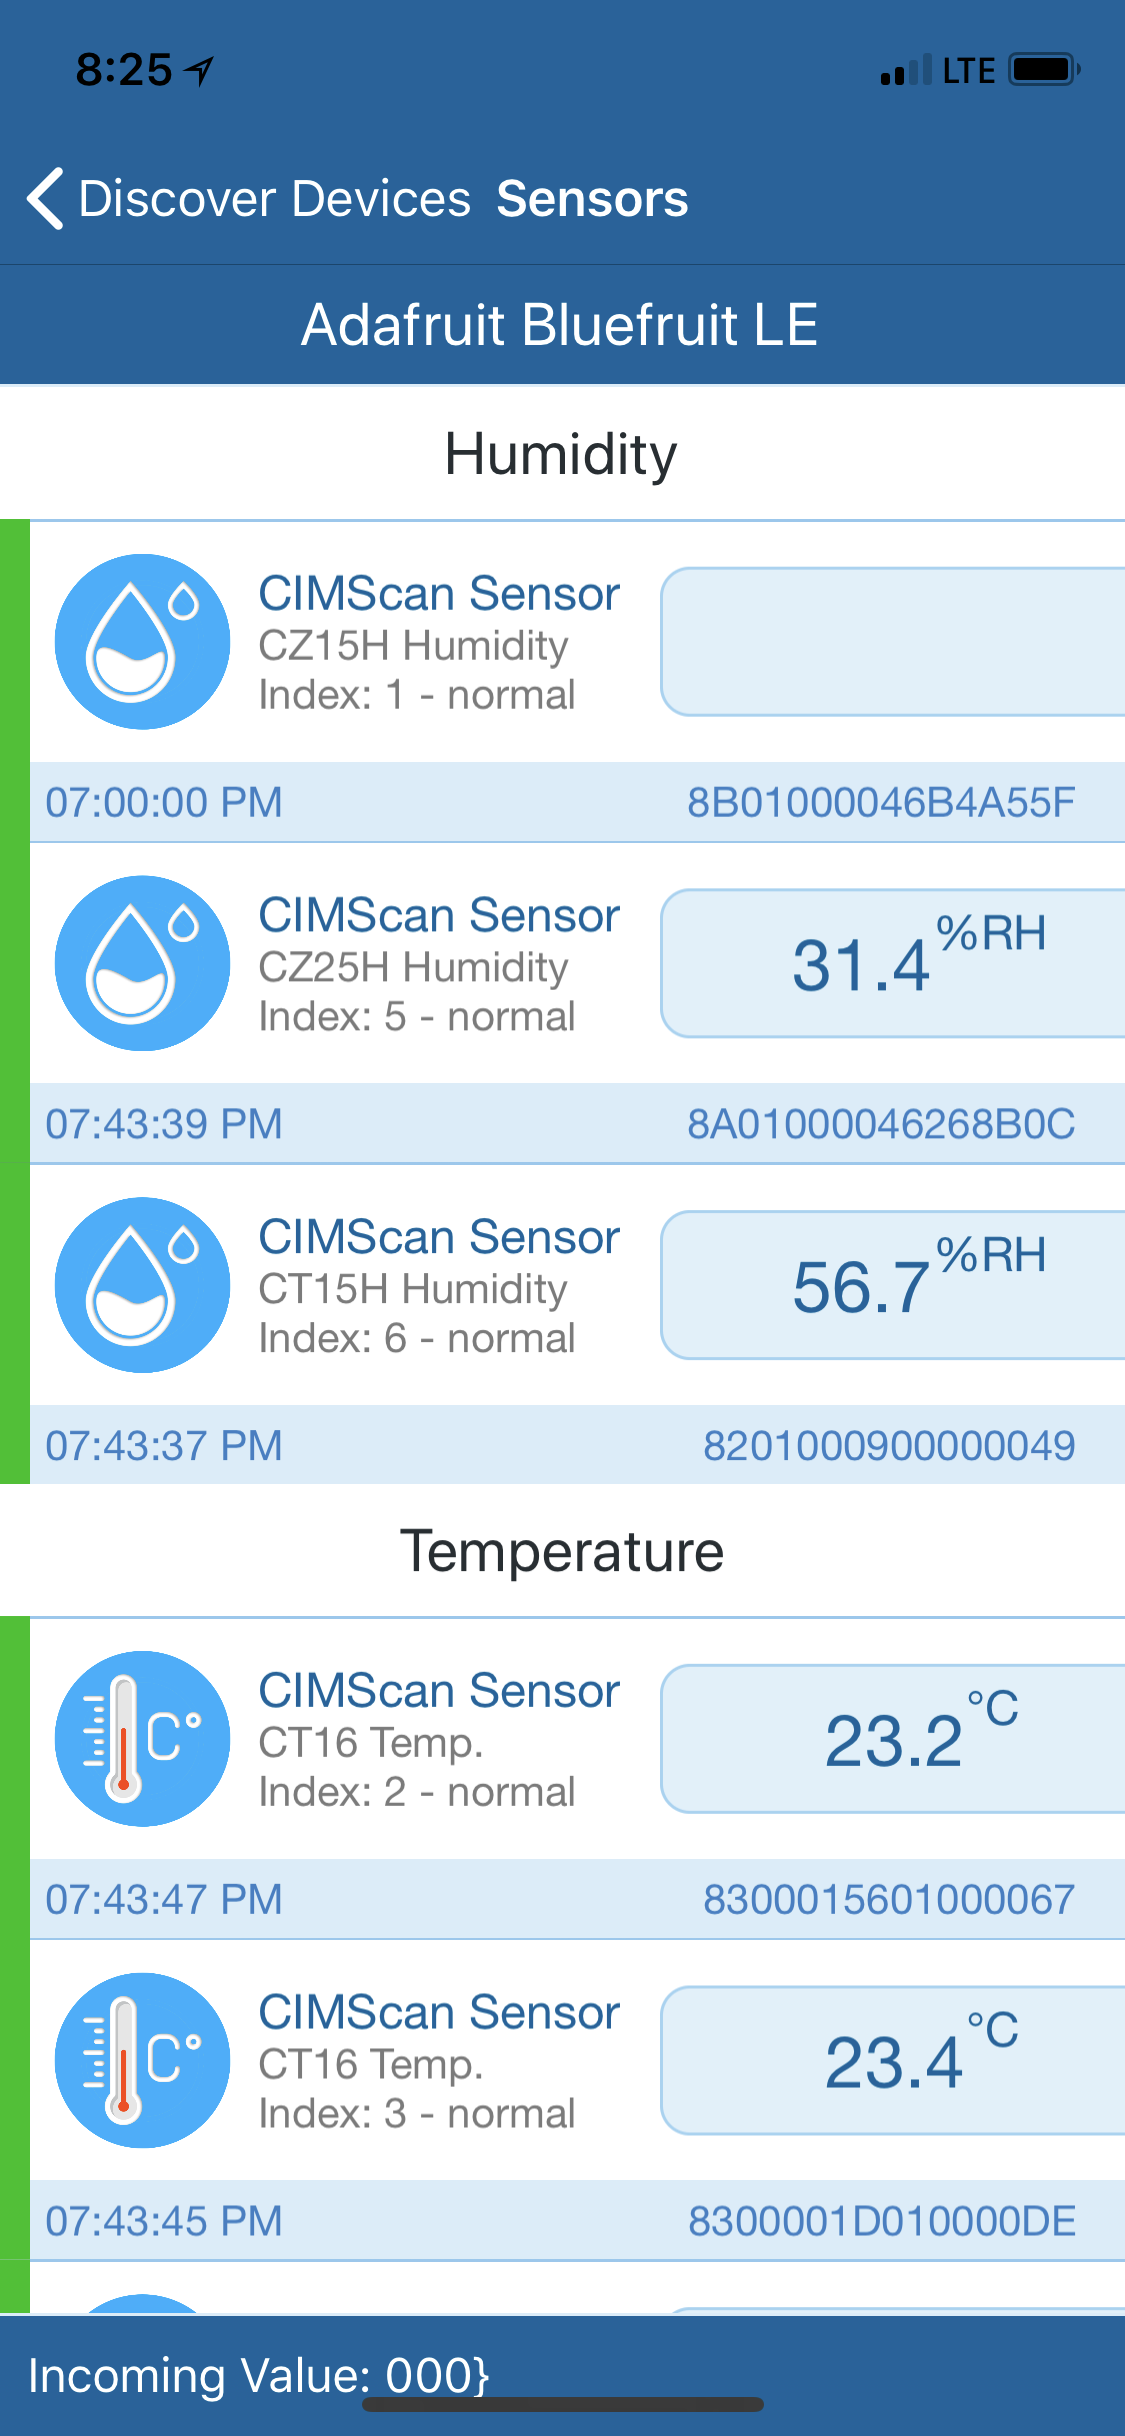 8:25 LTE
Discover Devices Sensors
Adafruit Bluefruit LE
Humidity
CIMScan Sensor
CZ15H Humidity
Index: 1 - normal
07:00:00 PM 8B01000046B4A55F
CIMScan Sensor
CZ25H Humidity
Index: 5 - normal
31.4 %RH
07:43:39 PM 8A01000046268B0C
CIMScan Sensor
CT15H Humidity
Index: 6 - normal
56.7 %RH
07:43:37 PM 8201000900000049
Temperature
C°
CIMScan Sensor
CT16 Temp.
Index: 2 - normal
23.2 °C
07:43:47 PM 8300015601000067
C°
CIMScan Sensor
CT16 Temp.
Index: 3 - normal
23.4 °C
07:43:45 PM 8300001D010000DE
Incoming Value: 000}